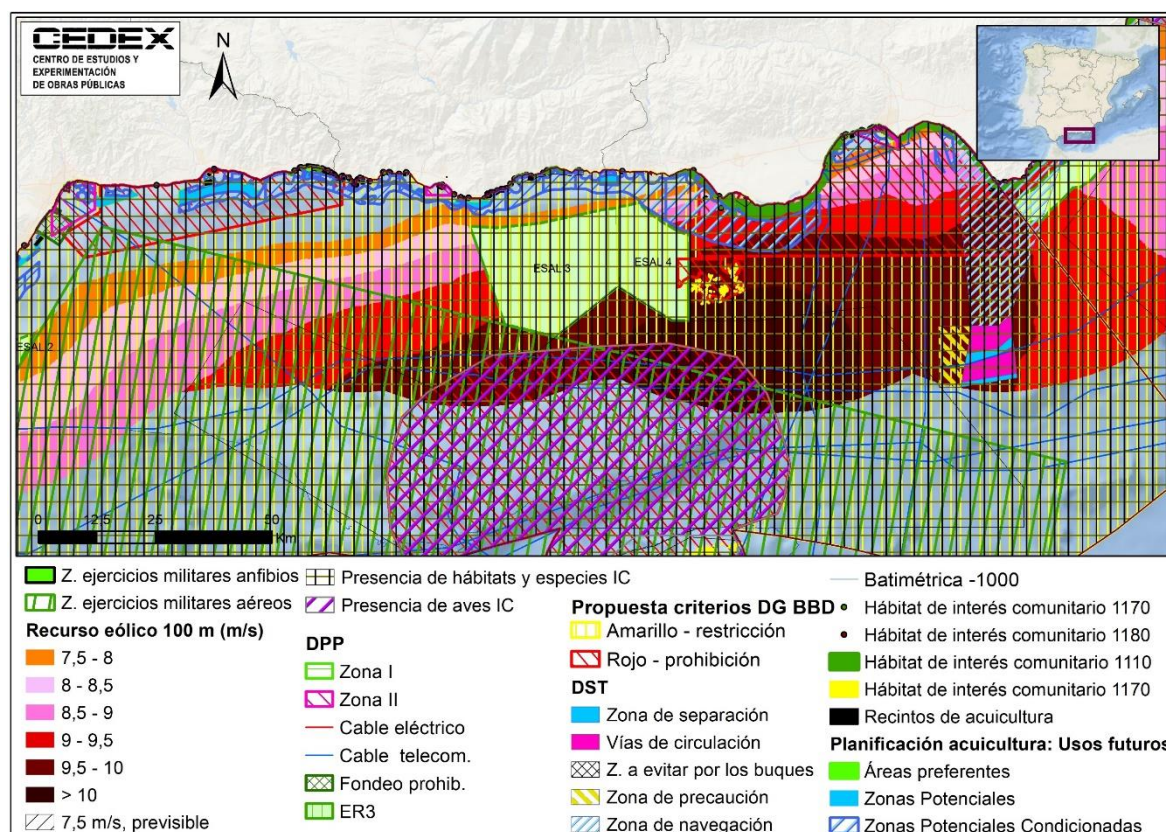 CEDEX
CENTRO DE ESTUDIOS Y
EXPERIMENTACIÓN
DE OBRAS PÚBLICAS
N
ESAL 3
ESAL 4
ESAL 2
0 12,5 25 50
Km
Z. ejercicios militares anfibios
Z. ejercicios militares aéreos
Recurso eólico 100 m (m/s)
7,5 - 8
8 - 8,5
8,5 - 9
9 - 9,5
9,5 - 10
> 10
7,5 m/s, previsible
Presencia de hábitats y especies IC
Presencia de aves IC
DPP
Zona I
Zona II
Cable eléctrico
Cable telecom.
Fondeo prohib.
ER3
Propuesta criterios DG BBD
Amarillo - restricción
Rojo - prohibición
DST
Zona de separación
Vías de circulación
Z. a evitar por los buques
Zona de precaución
Zona de navegación
Batimétrica -1000
Hábitat de interés comunitario 1170
Hábitat de interés comunitario 1180
Hábitat de interés comunitario 1110
Hábitat de interés comunitario 1170
Recintos de acuicultura
Planificación acuicultura: Usos futuros
Áreas preferentes
Zonas Potenciales
Zonas Potenciales Condicionadas